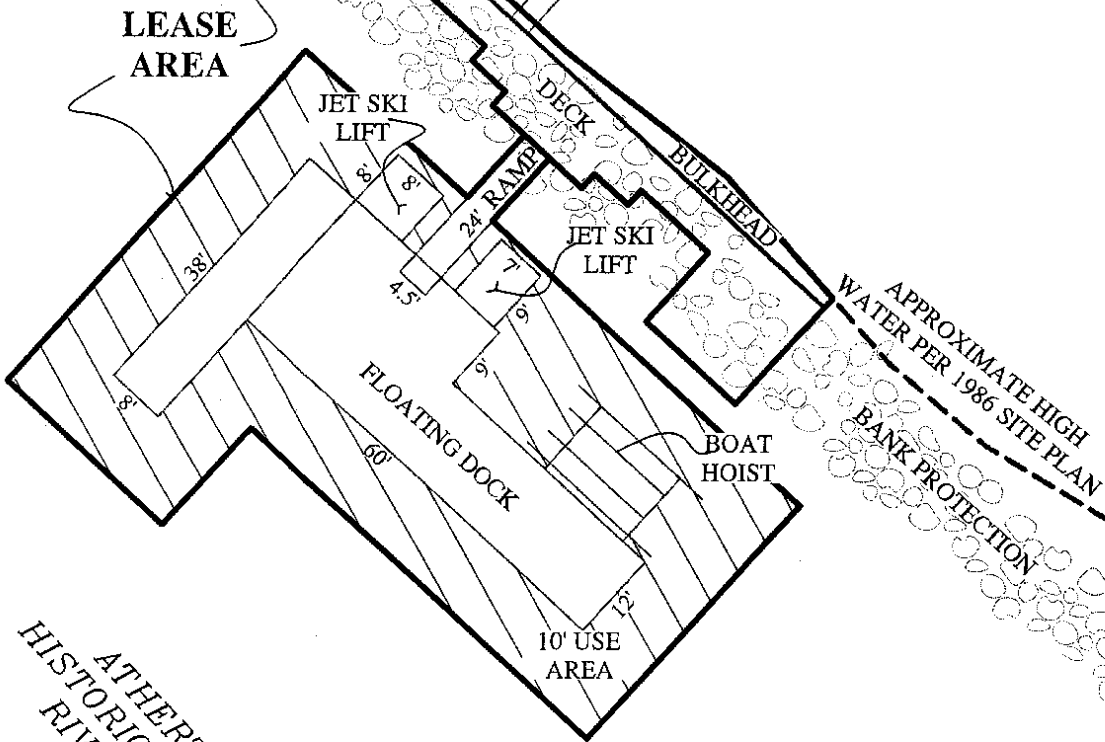 LEASE
AREA
JET SKI
LIFT
DECK
BULKHEAD
8'
8'
RAMP
24'
JET SKI
LIFT
38'
4.5'
7'
9'
9'
8'
APPROXIMATE HIGH
WATER PER 1986 SITE PLAN
FLOATING DOCK
60'
BOAT
HOIST
BANK PROTECTION
12'
10' USE
AREA